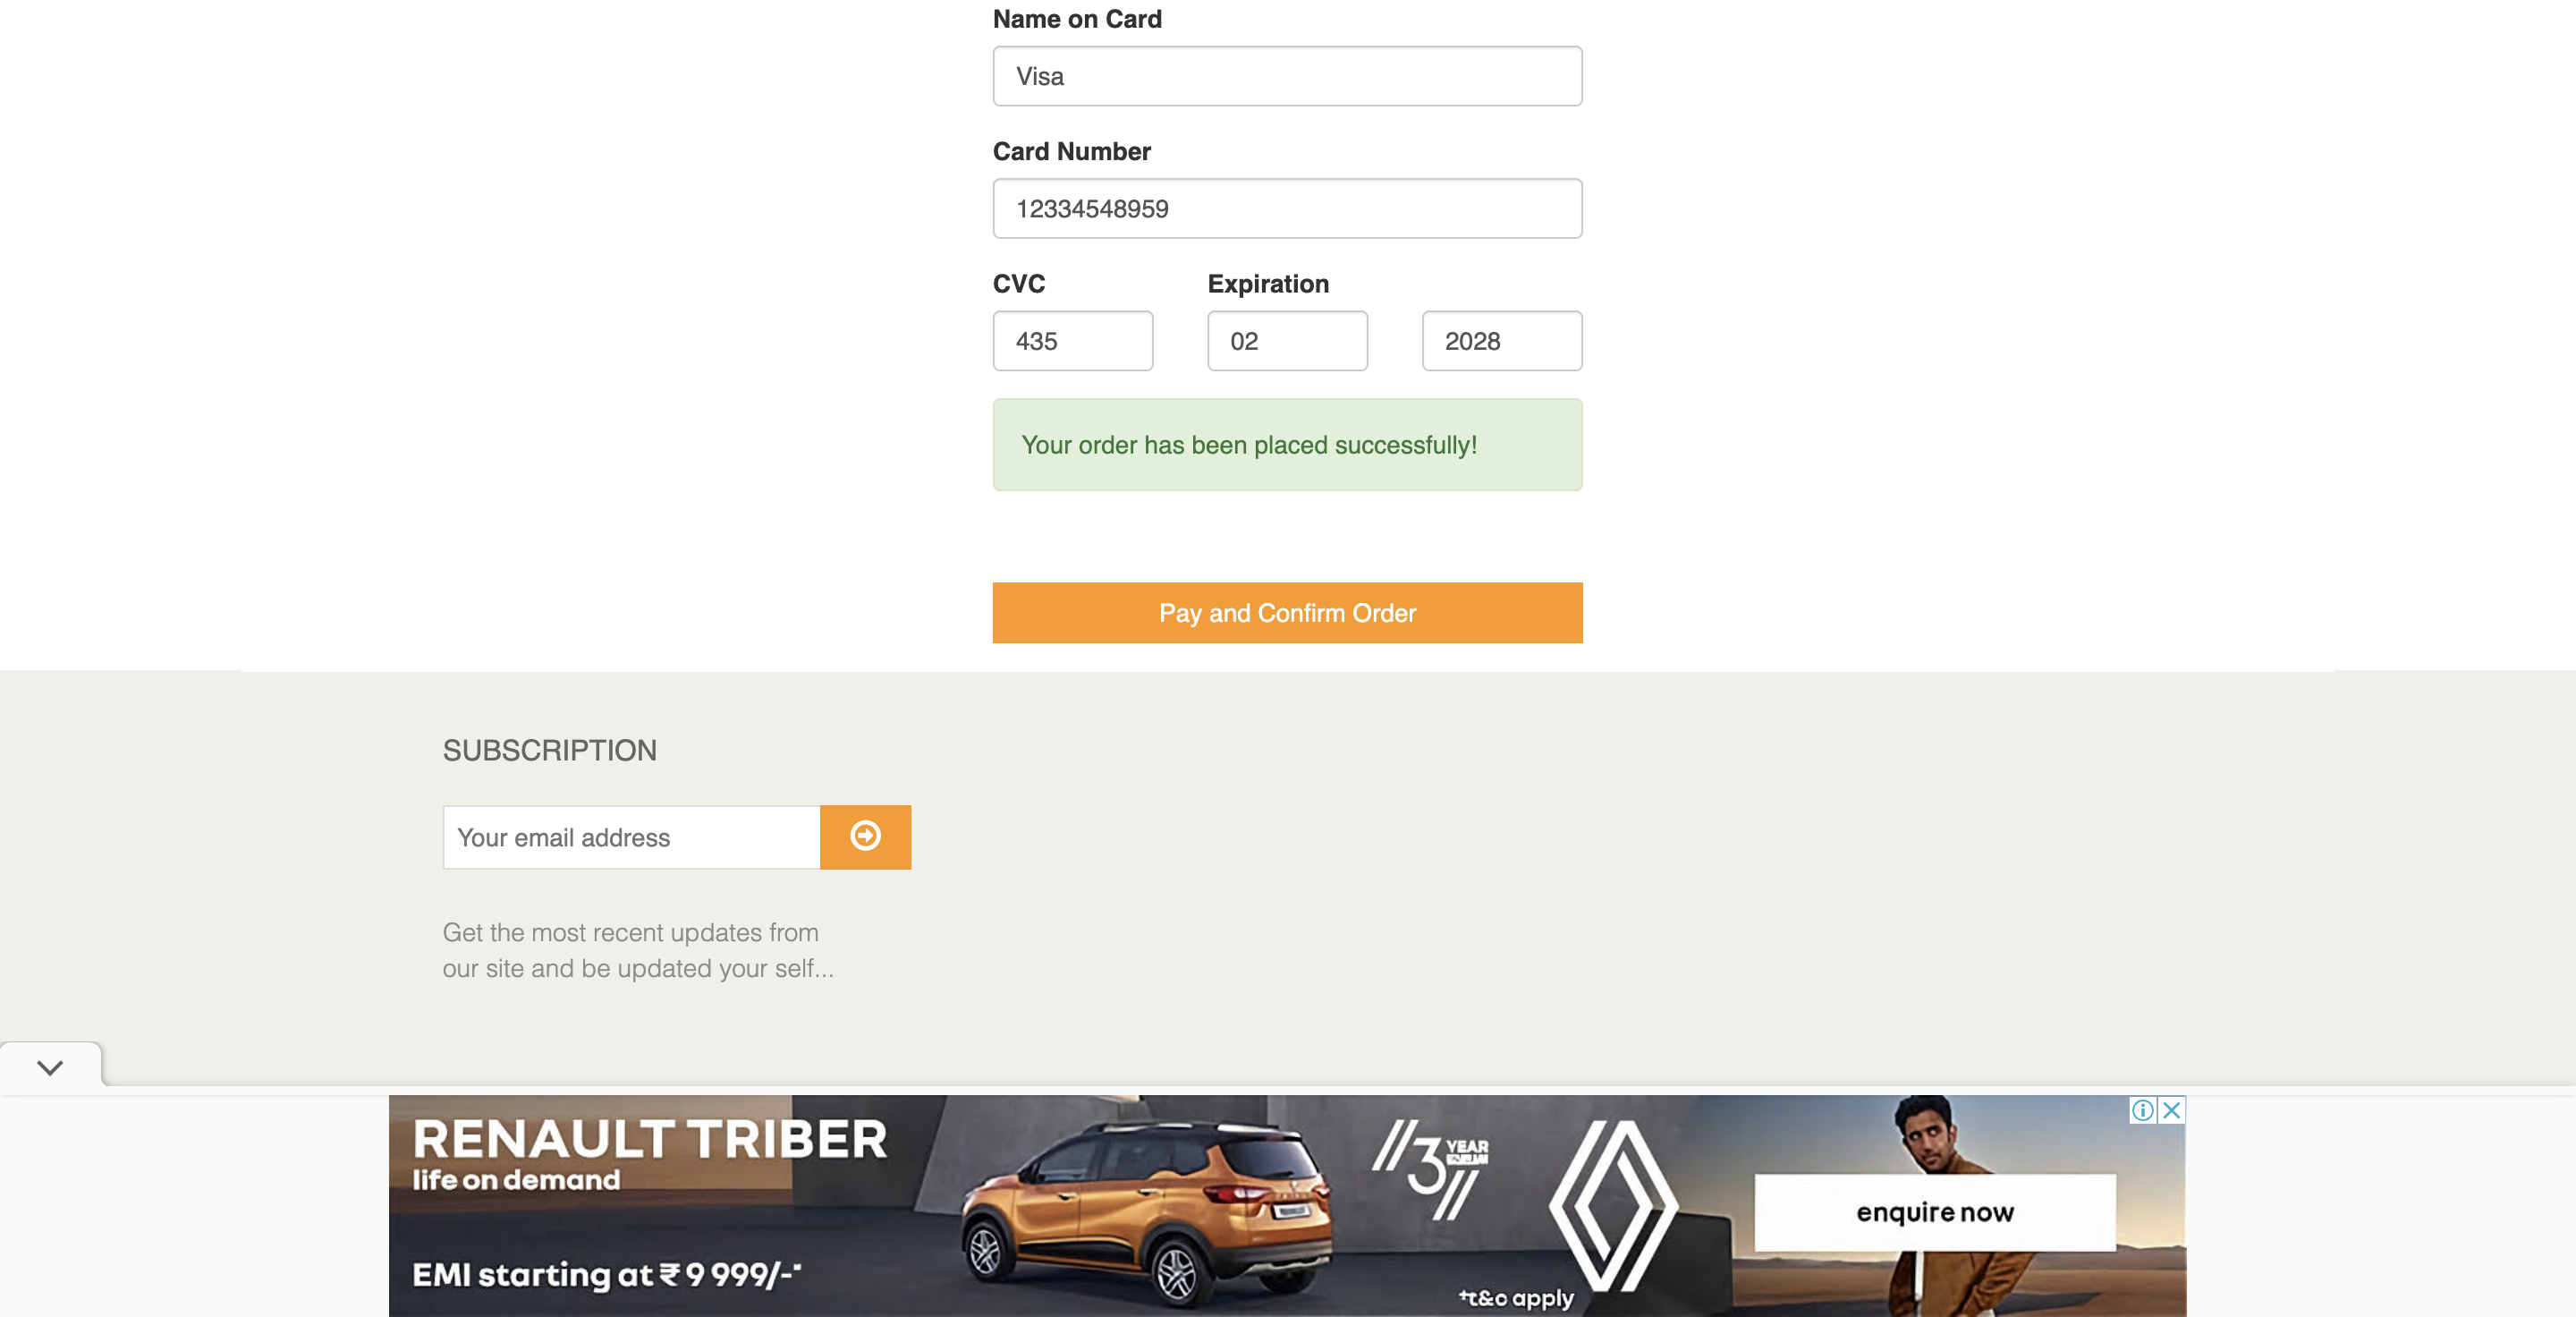 Name on Card
Visa
Card Number
12334548959
CVC
Expiration
435
02
2028
Your order has been placed successfully!
Pay and Confirm Order
SUBSCRIPTION
Your email address
Get the most recent updates from
our site and be updated your self...
RENAULT TRIBER
life on demand
EMI starting at ₹ 9 999/-*
3
YEAR
*t&c apply
enquire now